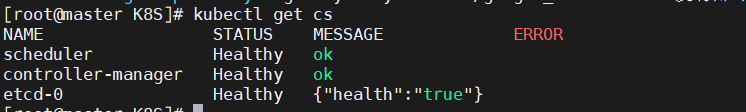 [root@master K8S]# kubectl get cs
NAME STATUS MESSAGE ERROR
scheduler Healthy ok
controller-manager Healthy ok
etcd-0 Healthy {"health":"true"}
[root@master K8S]#